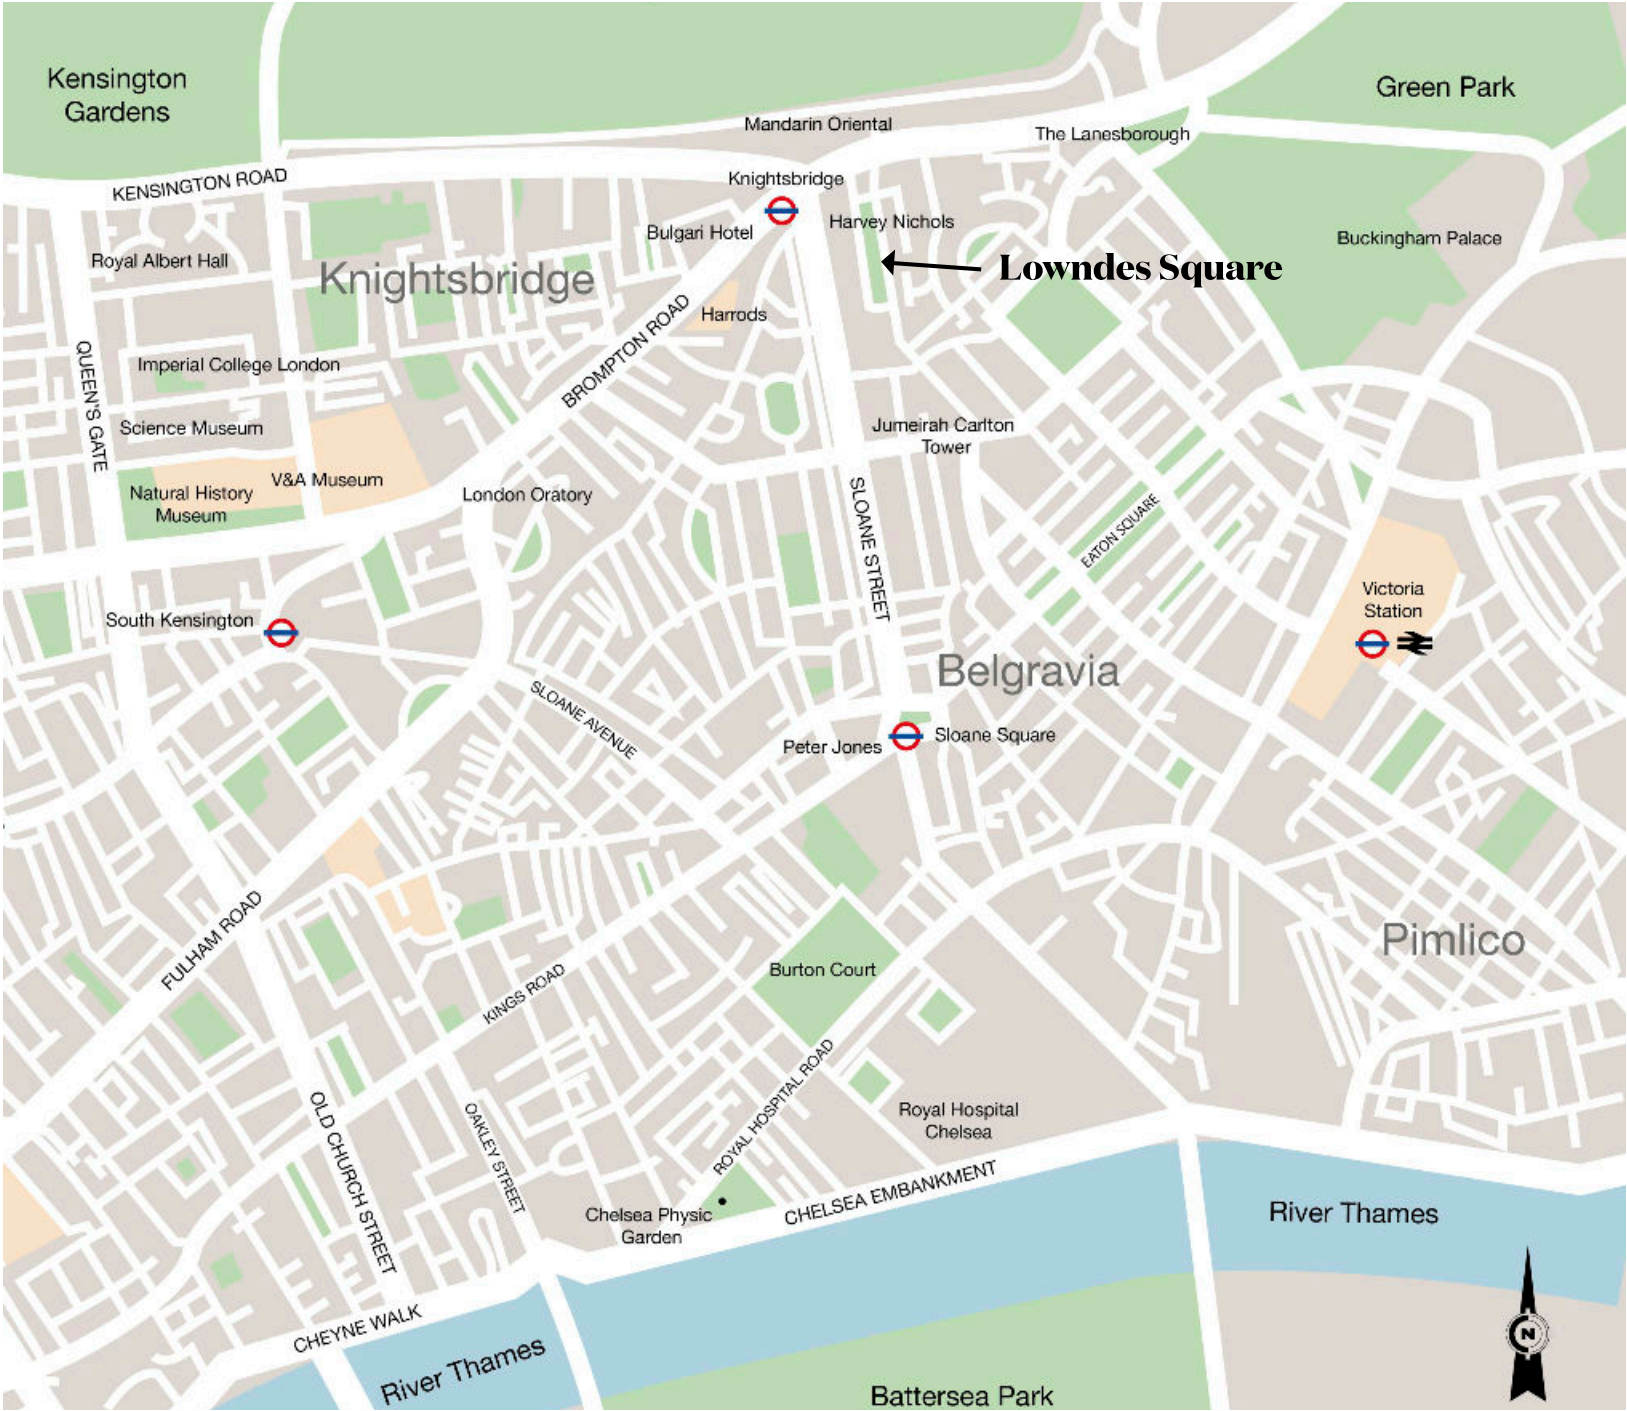 Kensington
Gardens
Green Park
Mandarin Oriental
The Lanesborough
KENSINGTON ROAD
Knightsbridge
Bulgari Hotel
Harvey Nichols
Buckingham Palace
Royal Albert Hall
Knightsbridge
Lowndes Square
Harrods
BROMPTON ROAD
Imperial College London
QUEEN'S GATE
Science Museum
Jumeirah Carlton
Tower
V&A Museum
Natural History
Museum
London Oratory
SLOANE STREET
EATON SQUARE
Victoria
Station
South Kensington
Belgravia
SLOANE AVENUE
Peter Jones
Sloane Square
FULHAM ROAD
Pimlico
Burton Court
KINGS ROAD
ROYAL HOSPITAL ROAD
OLD CHURCH STREET
OAKLEY STREET
Royal Hospital
Chelsea
Chelsea Physic
Garden
CHELSEA EMBANKMENT
River Thames
CHEYNE WALK
River Thames
N
Battersea Park